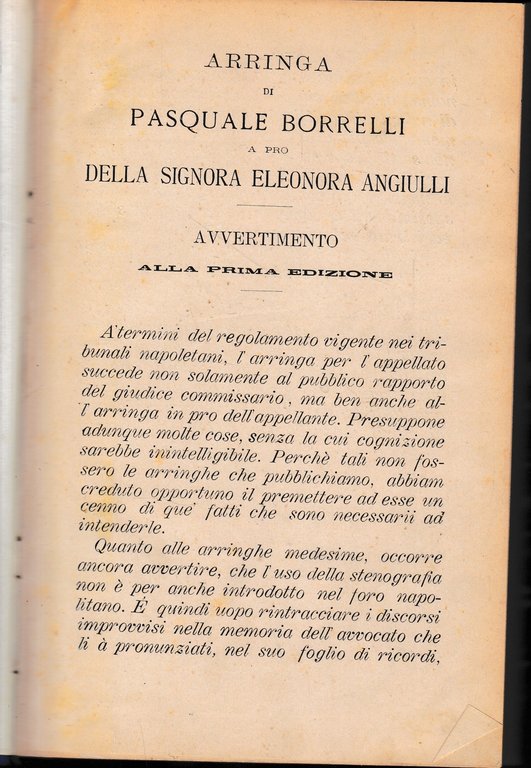 ARRINGA
DI
PASQUALE BORRELLI
A PRO
DELLA SIGNORA ELEONORA ANGIULLI
AVVERTIMENTO
ALLA PRIMA EDIZIONE
A'termini del regolamento vigente nei tri-
bunali napoletani, l'arringa per l'appellato
succede non solamente al pubblico rapporto
del giudice commissario, ma ben anche al-
l'arringa in pro dell'appellante. Presuppone
adunque molte cose, senza la cui cognizione
sarebbe inintelligibile. Perchè tali non fos-
sero le arringhe che pubblichiamo, abbiam
creduto opportuno il premettere ad esse un
cenno di que' fatti che sono necessarii ad
intenderle.
Quanto alle arringhe medesime, occorre
ancora avvertire, che l'uso della stenografia
non è per anche introdotto nel foro napo-
litano. È quindi uopo rintracciare i discorsi
improvvisi nella memoria dell'avvocato che
li à pronunziati, nel suo foglio di ricordi,